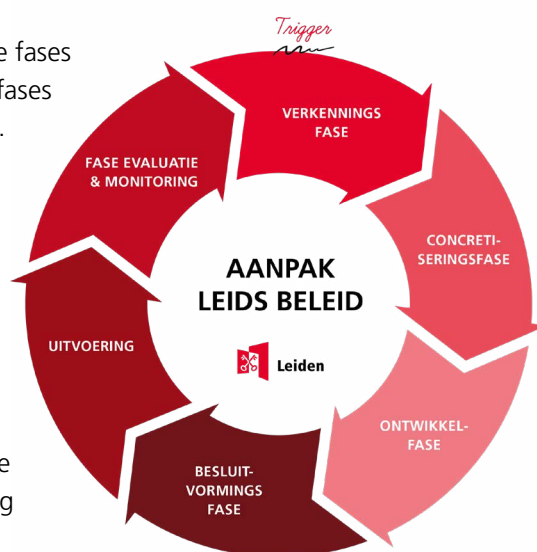 Trigger
e fases
fases
.
VERKENNINGS
FASE
CONCRETI-
SERINGSFASE
ONTWIKKEL-
FASE
BESLUIT-
VORMINGS
FASE
UITVOERING
FASE EVALUATIE
& MONITORING
AANPAK
LEIDS BELEID
Leiden
e
g